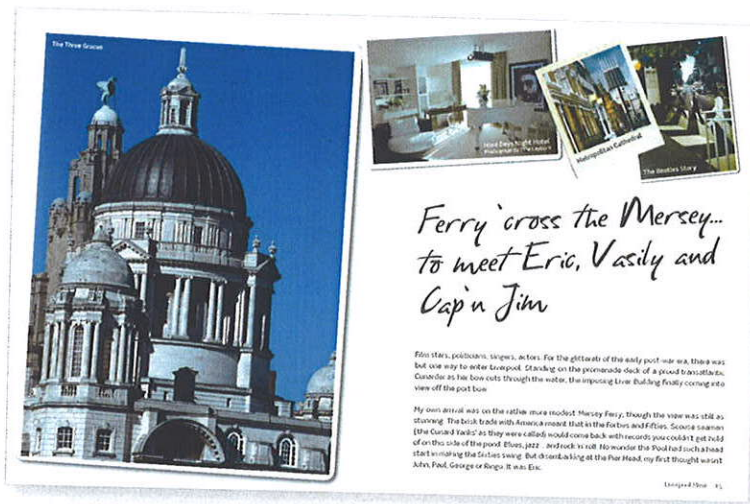 The Three Graces
Hard Days Night Hotel
Metropolitan Cathedral
The Beatles Story
Ferry 'cross the Mersey...
to meet Eric, Vasily and
Cap'n Jim
Film stars, politicians, singers, actors. For the glitterati of the early post-war era, there was
but one way to enter Liverpool. Standing on the promenade deck of a proud transatlantic
Cunarder as her bow cuts through the water, the imposing Liver Building finally coming into
view off the port bow.
My own arrival was on the rather more modest Mersey Ferry, though the view was still as
stunning. The brisk trade with America meant that in the Forties and Fifties, Scouse seamen
(the Cunard Yanks' as they were called) would come back with records you couldn't get hold
of on this side of the pond. Blues, jazz... and rock 'n' roll. No wonder the 'Pool had such a head
start in making the Sixties swing. But disembarking at the Pier Head, my first thought wasn't
John, Paul, George or Ringo. It was Eric.